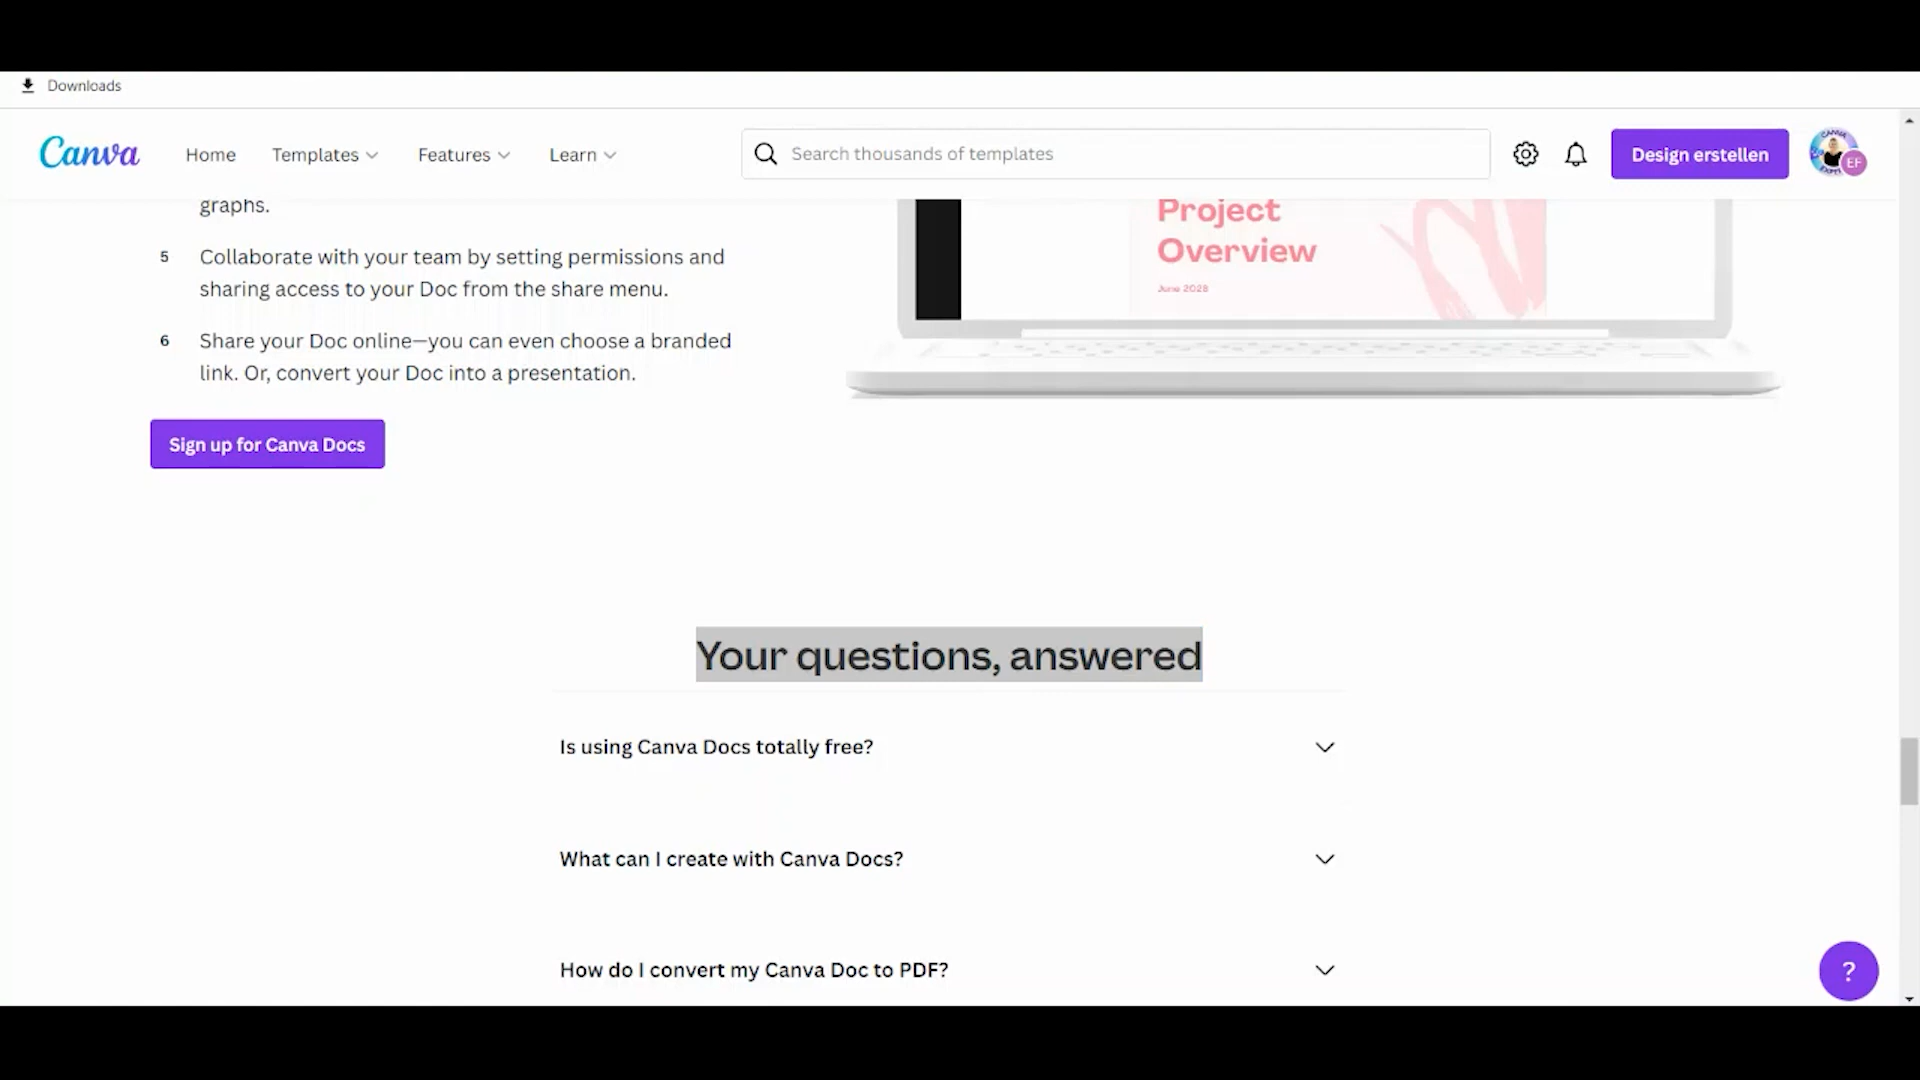 Downloads
Canva Home Templates Features Learn Search thousands of templates Design erstellen EF
graphs.
5 Collaborate with your team by setting permissions and
sharing access to your Doc from the share menu.
6 Share your Doc online—you can even choose a branded
link. Or, convert your Doc into a presentation.
Sign up for Canva Docs
Project
Overview
June 2028
Your questions, answered
Is using Canva Docs totally free?
What can I create with Canva Docs?
How do I convert my Canva Doc to PDF?
?